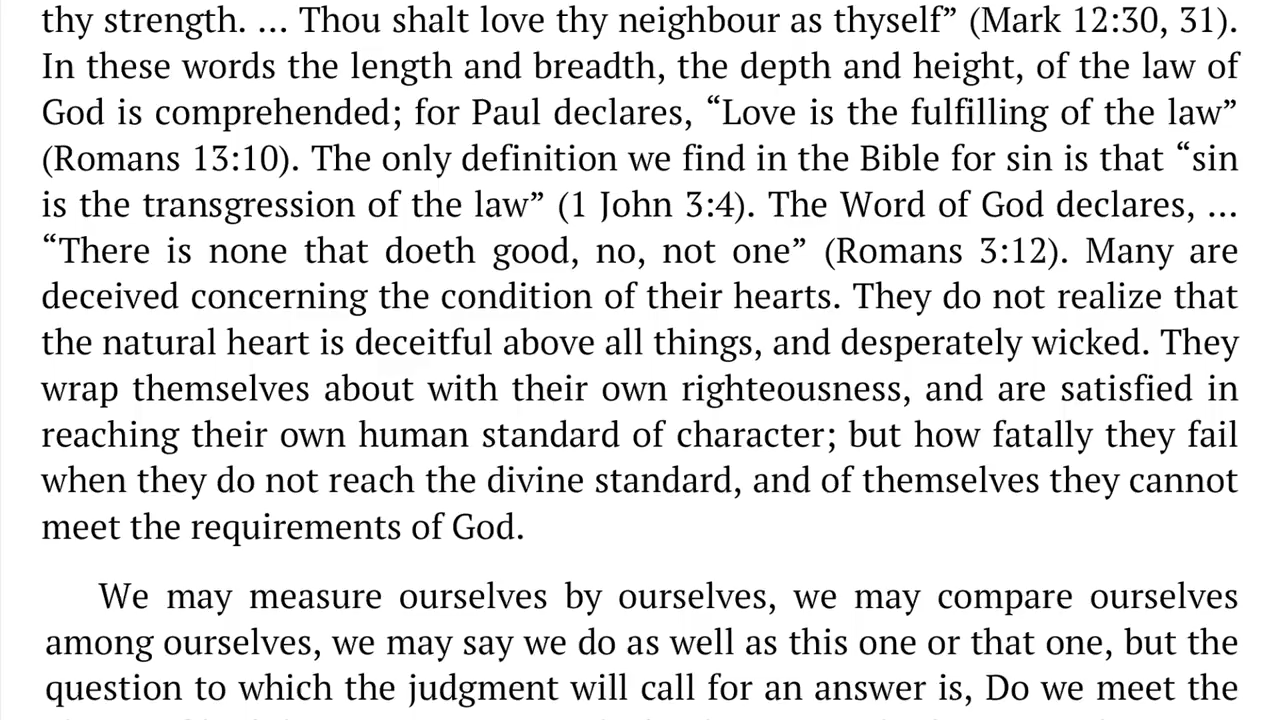 thy strength. … Thou shalt love thy neighbour as thyself” (Mark 12:30, 31).
In these words the length and breadth, the depth and height, of the law of
God is comprehended; for Paul declares, “Love is the fulfilling of the law”
(Romans 13:10). The only definition we find in the Bible for sin is that “sin
is the transgression of the law” (1 John 3:4). The Word of God declares, …
“There is none that doeth good, no, not one” (Romans 3:12). Many are
deceived concerning the condition of their hearts. They do not realize that
the natural heart is deceitful above all things, and desperately wicked. They
wrap themselves about with their own righteousness, and are satisfied in
reaching their own human standard of character; but how fatally they fail
when they do not reach the divine standard, and of themselves they cannot
meet the requirements of God.
We may measure ourselves by ourselves, we may compare ourselves
among ourselves, we may say we do as well as this one or that one, but the
question to which the judgment will call for an answer is, Do we meet the